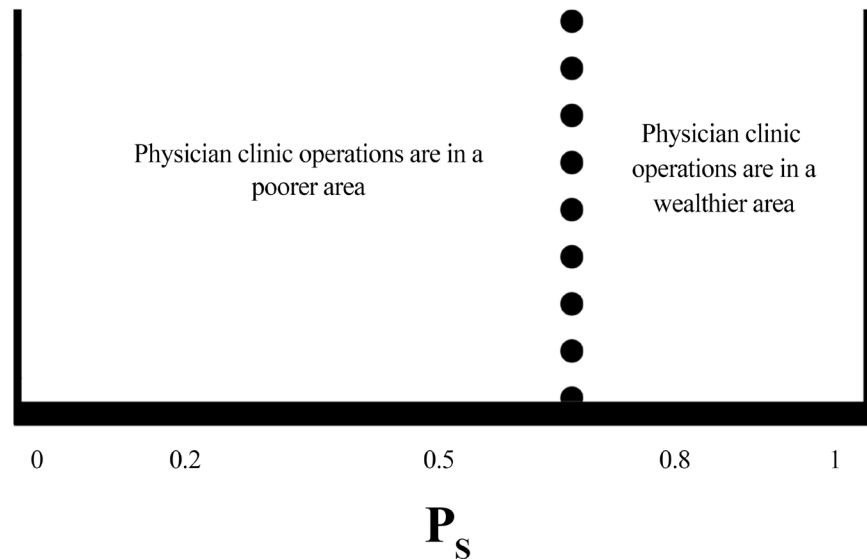 Physician clinic operations are in a
poorer area
Physician clinic
operations are in a
wealthier area
0 0.2 0.5 0.8 1
Ps